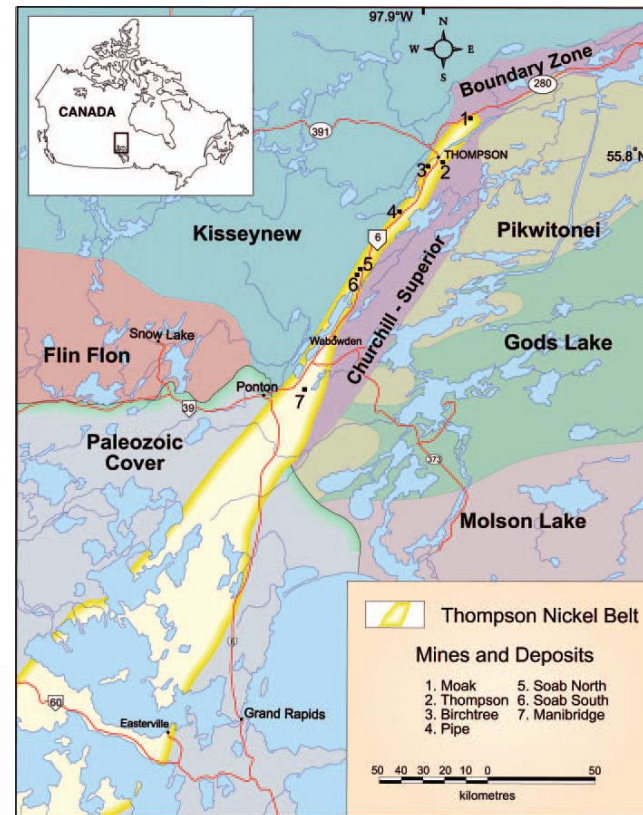 97.9°W
N
W E
S
CANADA
Boundary Zone
280
391
1
THOMPSON
55.8°N
3
2
4
Kisseynew
Pikwitonei
6
5
6
Churchill - Superior
Snow Lake
Wabowden
Gods Lake
Flin Flon
Ponton
7
39
Paleozoic
Cover
373
Molson Lake
Thompson Nickel Belt
Mines and Deposits
1. Moak 5. Soab North
2. Thompson 6. Soab South
3. Birchtree 7. Manibridge
4. Pipe
6
60
Easterville
Grand Rapids
50 40 30 20 10 0 50
kilometres